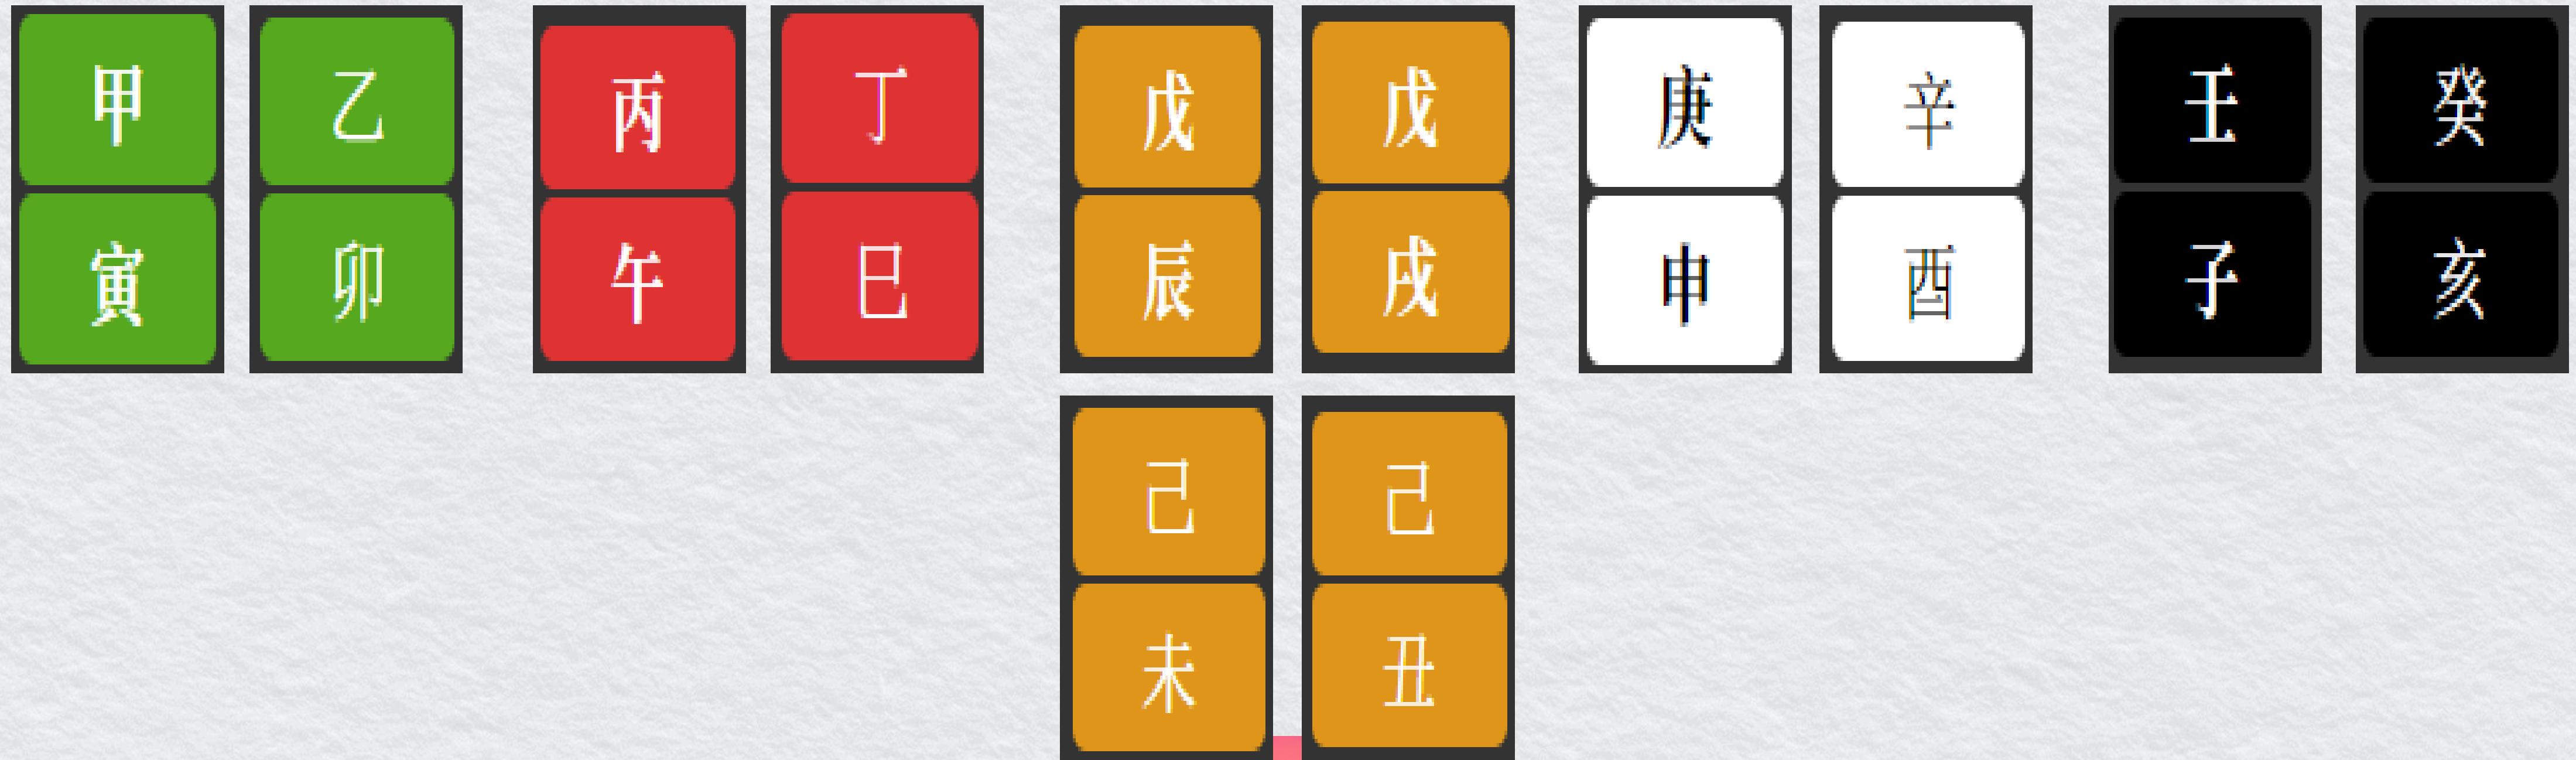 甲 乙 丙 丁 戊 戊 庚 辛 壬 癸
寅 卯 午 巳 辰 戌 申 酉 子 亥
己 己
未 丑